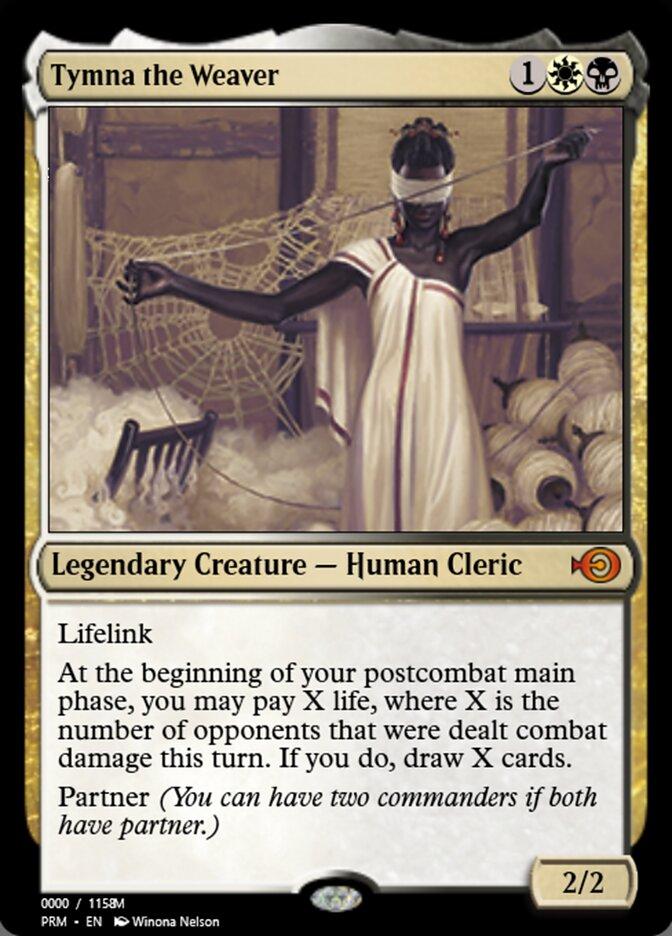 Tymna the Weaver 1
Legendary Creature — Human Cleric
Lifelink
At the beginning of your postcombat main
phase, you may pay X life, where X is the
number of opponents that were dealt combat
damage this turn. If you do, draw X cards.
Partner (You can have two commanders if both
have partner.)
2/2
0000 / 1158M
PRM • EN Winona Nelson